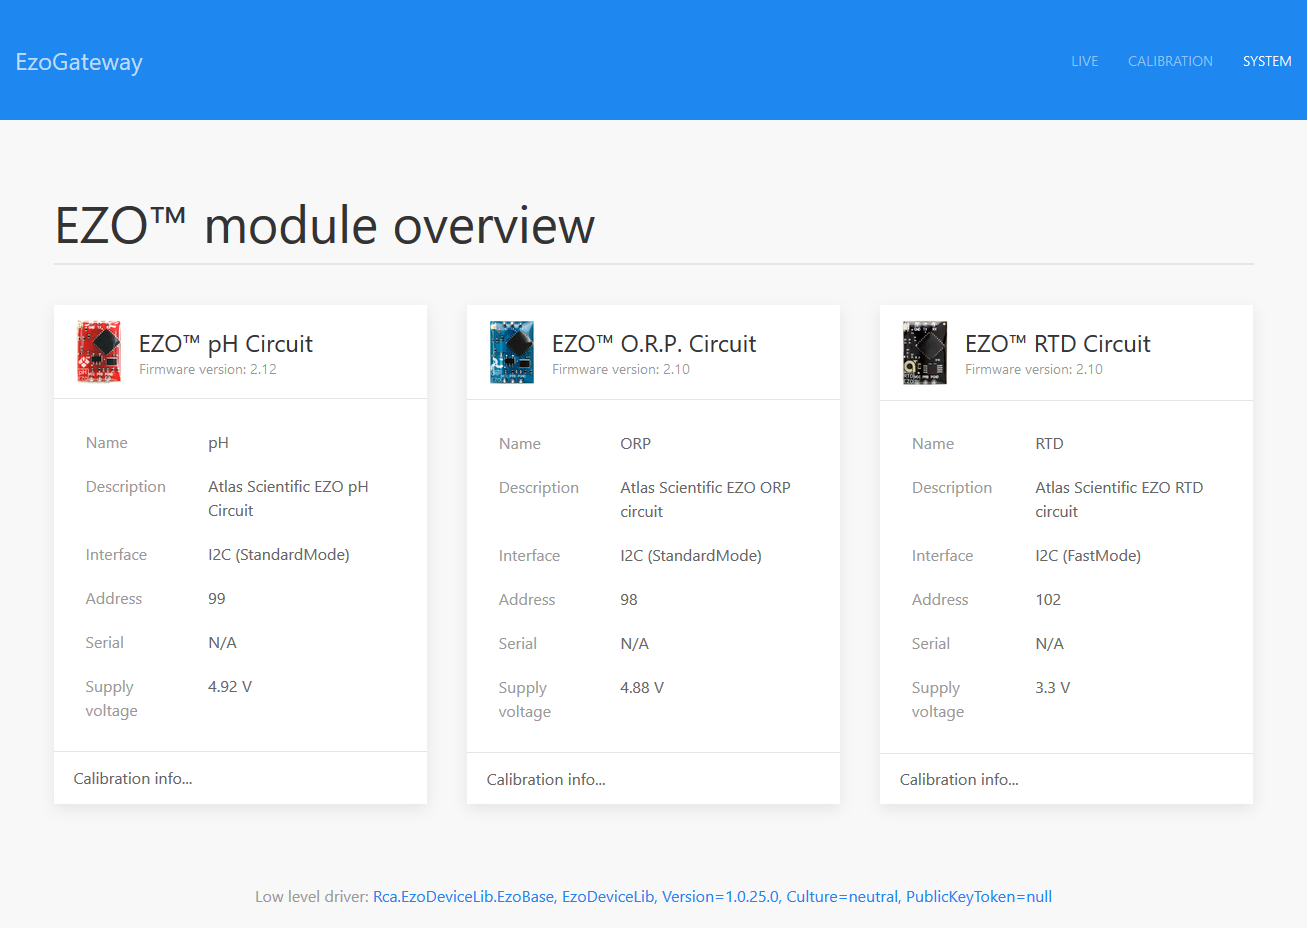 EzoGateway
LIVE CALIBRATION SYSTEM
EZO™ module overview
EZO™ pH Circuit
Firmware version: 2.12
Name pH
Description Atlas Scientific EZO pH
Circuit
Interface I2C (StandardMode)
Address 99
Serial N/A
Supply 4.92 V
voltage
Calibration info...
EZO™ O.R.P. Circuit
Firmware version: 2.10
Name ORP
Description Atlas Scientific EZO ORP
circuit
Interface I2C (StandardMode)
Address 98
Serial N/A
Supply 4.88 V
voltage
Calibration info...
EZO™ RTD Circuit
Firmware version: 2.10
Name RTD
Description Atlas Scientific EZO RTD
circuit
Interface I2C (FastMode)
Address 102
Serial N/A
Supply 3.3 V
voltage
Calibration info...
Low level driver: Rca.EzoDeviceLib.EzoBase, EzoDeviceLib, Version=1.0.25.0, Culture=neutral, PublicKeyToken=null